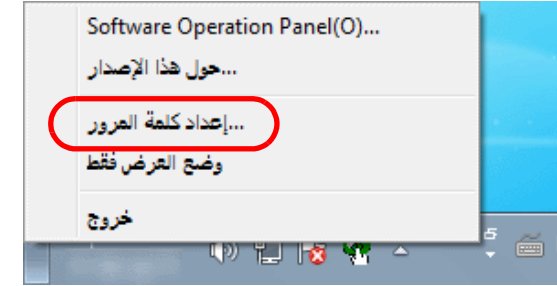 Software Operation Panel(O)...
حول هذا الإصدار...
إعداد كلمة المرور...
وضع العرض فقط
خروج